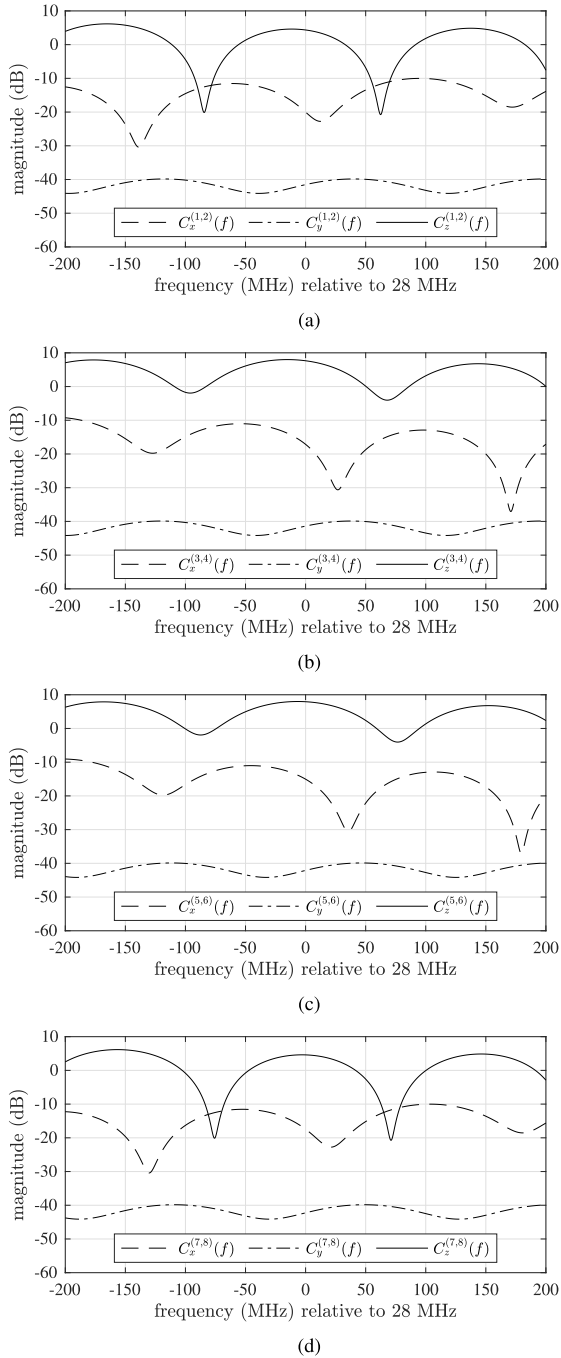 10
0
-10
-20
-30
-40
-50
-60
magnitude (dB)
C_x^{(1,2)}(f) C_y^{(1,2)}(f) C_z^{(1,2)}(f)
-200 -150 -100 -50 0 50 100 150 200
frequency (MHz) relative to 28 MHz
(a)
10
0
-10
-20
-30
-40
-50
-60
magnitude (dB)
C_x^{(3,4)}(f) C_y^{(3,4)}(f) C_z^{(3,4)}(f)
-200 -150 -100 -50 0 50 100 150 200
frequency (MHz) relative to 28 MHz
(b)
10
0
-10
-20
-30
-40
-50
-60
magnitude (dB)
C_x^{(5,6)}(f) C_y^{(5,6)}(f) C_z^{(5,6)}(f)
-200 -150 -100 -50 0 50 100 150 200
frequency (MHz) relative to 28 MHz
(c)
10
0
-10
-20
-30
-40
-50
-60
magnitude (dB)
C_x^{(7,8)}(f) C_y^{(7,8)}(f) C_z^{(7,8)}(f)
-200 -150 -100 -50 0 50 100 150 200
frequency (MHz) relative to 28 MHz
(d)